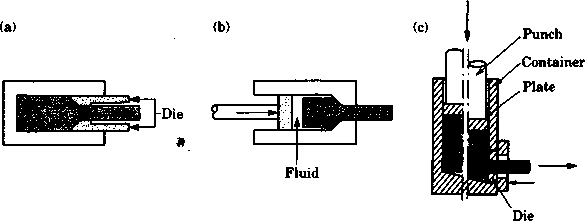 (a)
Die
(b)
Fluid
(c)
Punch
Container
Plate
Die